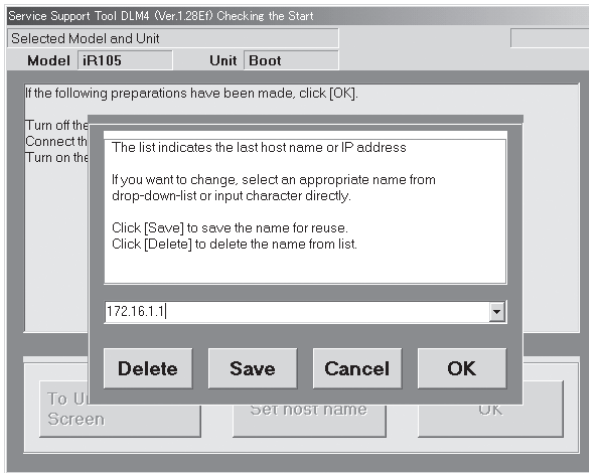 Service Support Tool DLM4 (Ver.1.28Ef) Checking the Start
Selected Model and Unit
Model iR105 Unit Boot
If the following preparations have been made, click [OK].
Turn off the
Connect th
Turn on the
The list indicates the last host name or IP address
If you want to change, select an appropriate name from
drop-down-list or input character directly.
Click [Save] to save the name for reuse.
Click [Delete] to delete the name from list.
172.16.1.1
Delete Save Cancel OK
To U
Screen
Set host name
OK